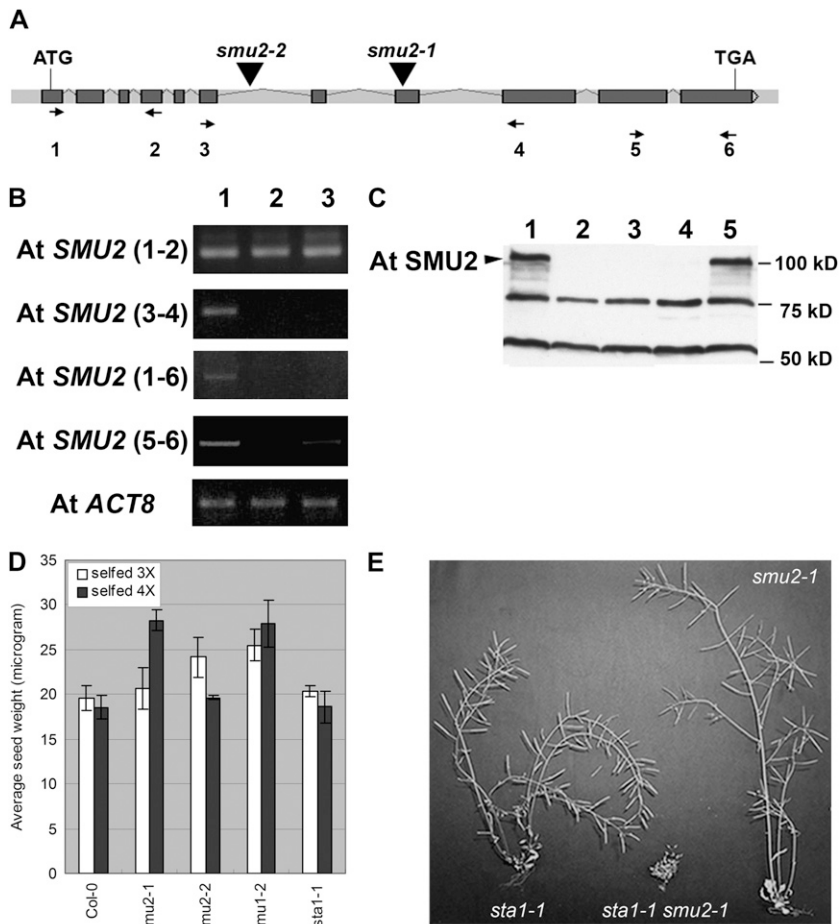 A
ATG
smu2-2
smu2-1
TGA
1 2 3 4 5 6
B
1 2 3
At SMU2 (1-2)
At SMU2 (3-4)
At SMU2 (1-6)
At SMU2 (5-6)
At ACT8
C
1 2 3 4 5
At SMU2
100 kD
75 kD
50 kD
D
selfed 3X
selfed 4X
Average seed weight (microgram)
35
30
25
20
15
10
5
0
Col-0
mu2-1
mu2-2
mu1-2
sta1-1
E
smu2-1
sta1-1
sta1-1 smu2-1